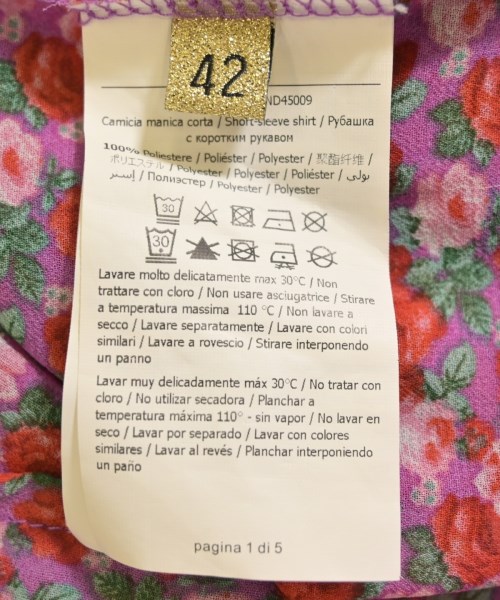 42
ND45009
Camicia manica corta / Short-sleeve shirt / Рубашка
с коротким рукавом
100% Poliestere / Poliéster / Polyester / 聚酯纤维 /
ポリエステル / Polyester / Polyester / Poliéster / بولی
إستر / Полиэстер / Polyester / Polyester
30
30
Lavare molto delicatamente max 30°C / Non
trattare con cloro / Non usare asciugatrice / Stirare
a temperatura massima 110 °C / Non lavare a
secco / Lavare separatamente / Lavare con colori
similari / Lavare a rovescio / Stirare interponendo
un panno
Lavar muy delicadamente máx 30°C / No tratar con
cloro / No utilizar secadora / Planchar a
temperatura máxima 110° - sin vapor / No lavar en
seco / Lavar por separado / Lavar con colores
similares / Lavar al revés / Planchar interponiendo
un paño
pagina 1 di 5